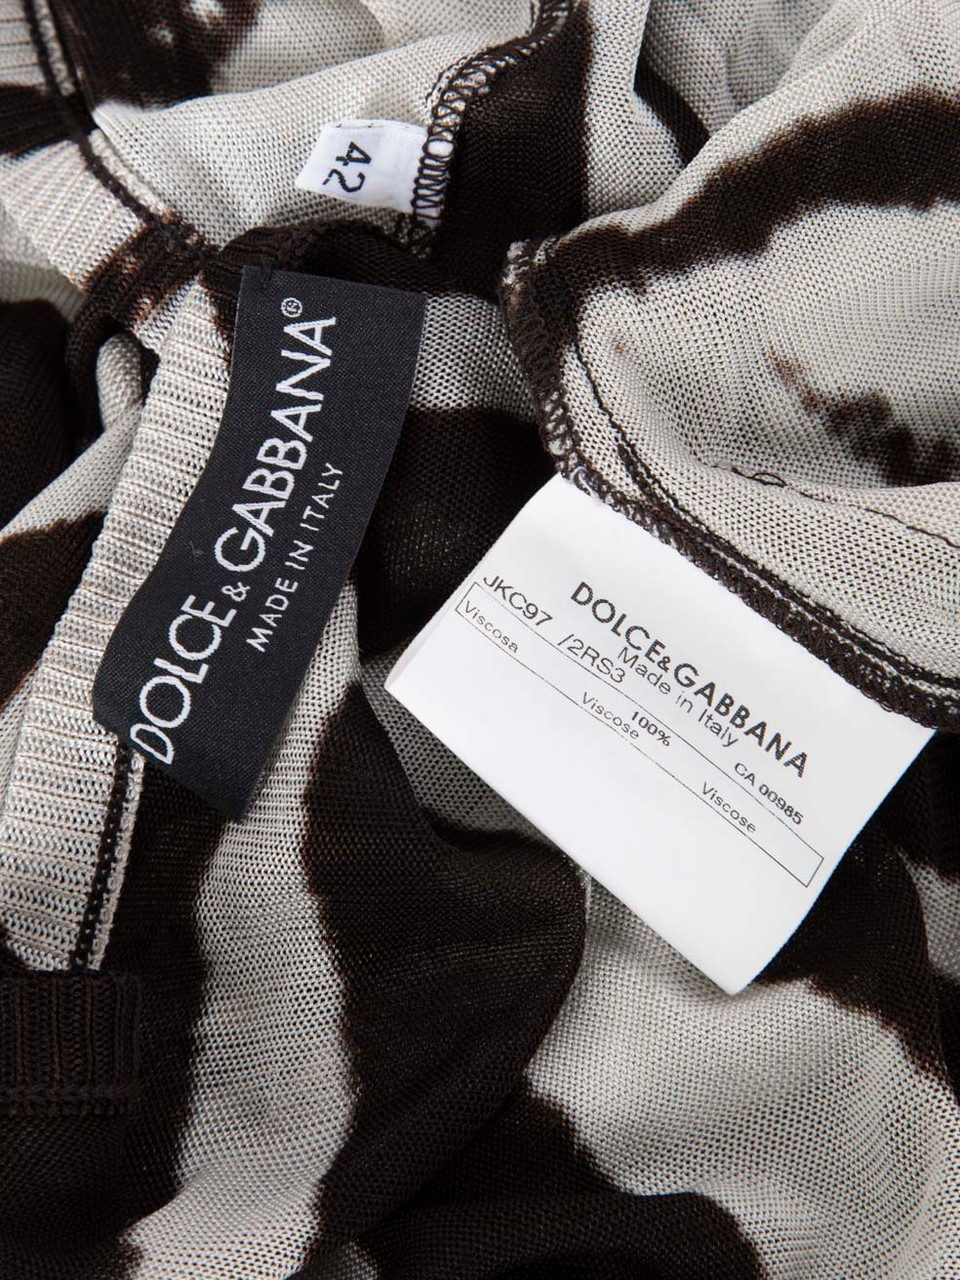 42
DOLCE&GABBANA®
MADE IN ITALY
DOLCE&GABBANA
Made in Italy
JKC97 /2RS3
CA 00985
100%
Viscosa Viscose Viscose